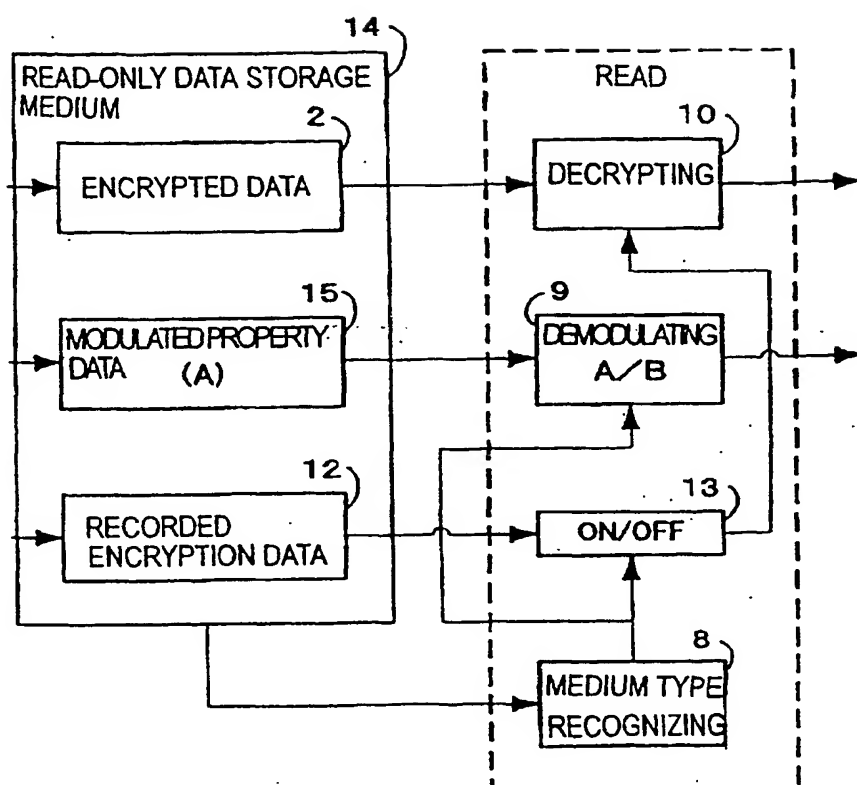 14
READ-ONLY DATA STORAGE
MEDIUM
READ
2
10
ENCRYPTED DATA
DECRYPTING
15
9
MODULATED PROPERTY
DATA (A)
DEMODULATING
A/B
12
13
RECORDED
ENCRYPTION DATA
ON/OFF
8
MEDIUM TYPE
RECOGNIZING